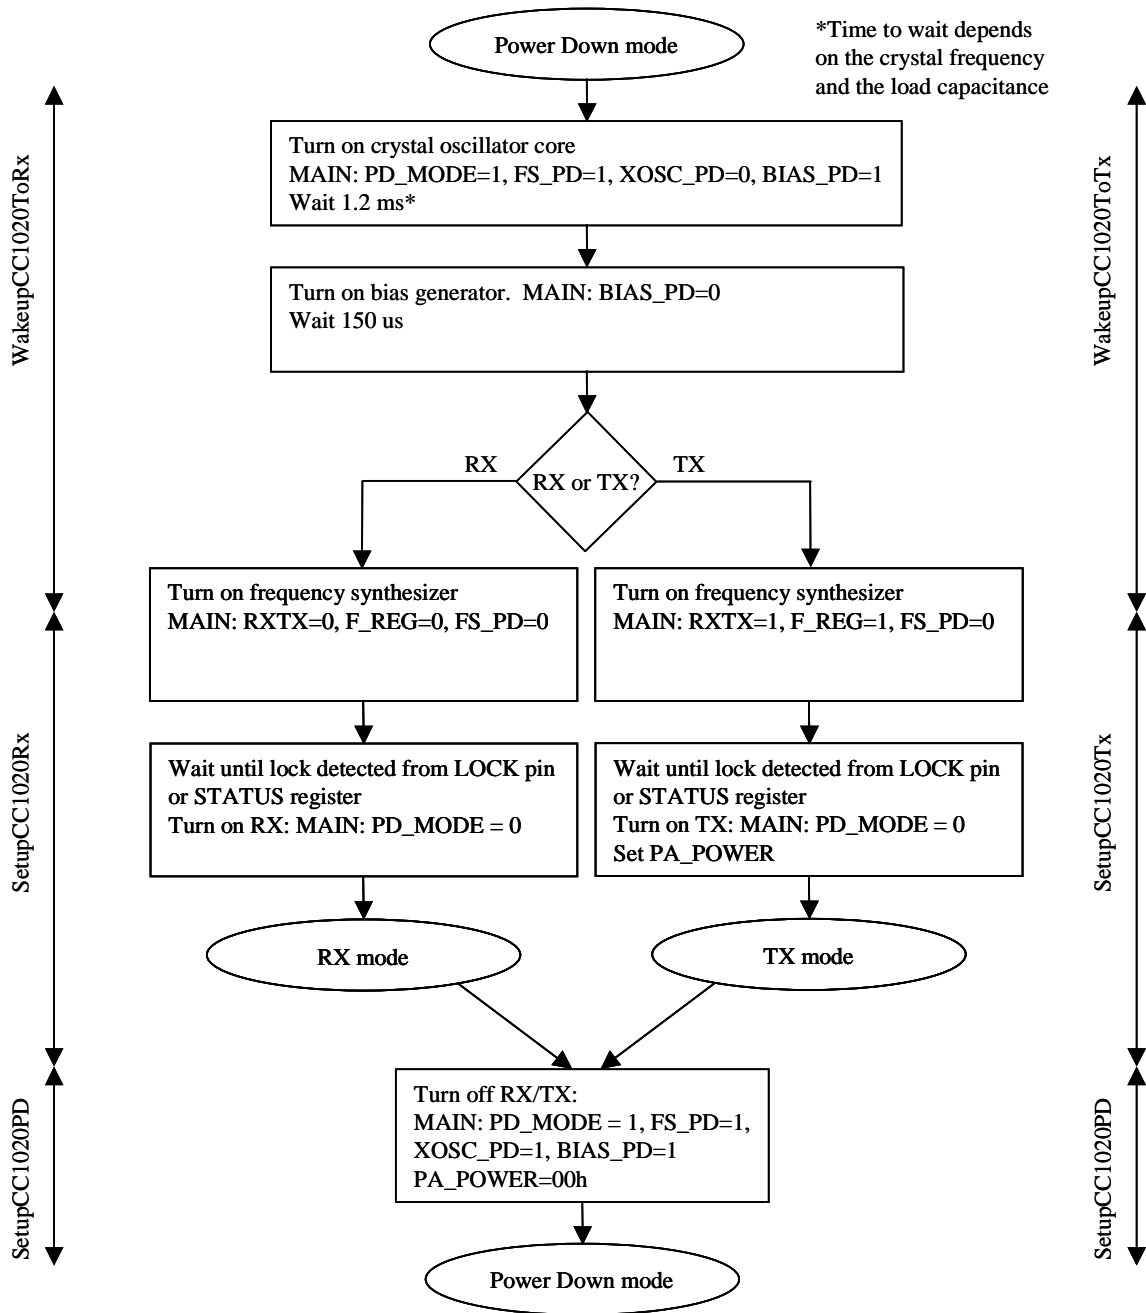 Power Down mode
*Time to wait depends
on the crystal frequency
and the load capacitance
WakeupCC1020ToRx
WakeupCC1020ToTx
Turn on crystal oscillator core
MAIN: PD_MODE=1, FS_PD=1, XOSC_PD=0, BIAS_PD=1
Wait 1.2 ms*
Turn on bias generator.  MAIN: BIAS_PD=0
Wait 150 us
RX
TX
RX or TX?
Turn on frequency synthesizer
MAIN: RXTX=0, F_REG=0, FS_PD=0
Turn on frequency synthesizer
MAIN: RXTX=1, F_REG=1, FS_PD=0
SetupCC1020Rx
SetupCC1020Tx
Wait until lock detected from LOCK pin
or STATUS register
Turn on RX: MAIN: PD_MODE = 0
Wait until lock detected from LOCK pin
or STATUS register
Turn on TX: MAIN: PD_MODE = 0
Set PA_POWER
RX mode
TX mode
Turn off RX/TX:
MAIN: PD_MODE = 1, FS_PD=1,
XOSC_PD=1, BIAS_PD=1
PA_POWER=00h
SetupCC1020PD
SetupCC1020PD
Power Down mode